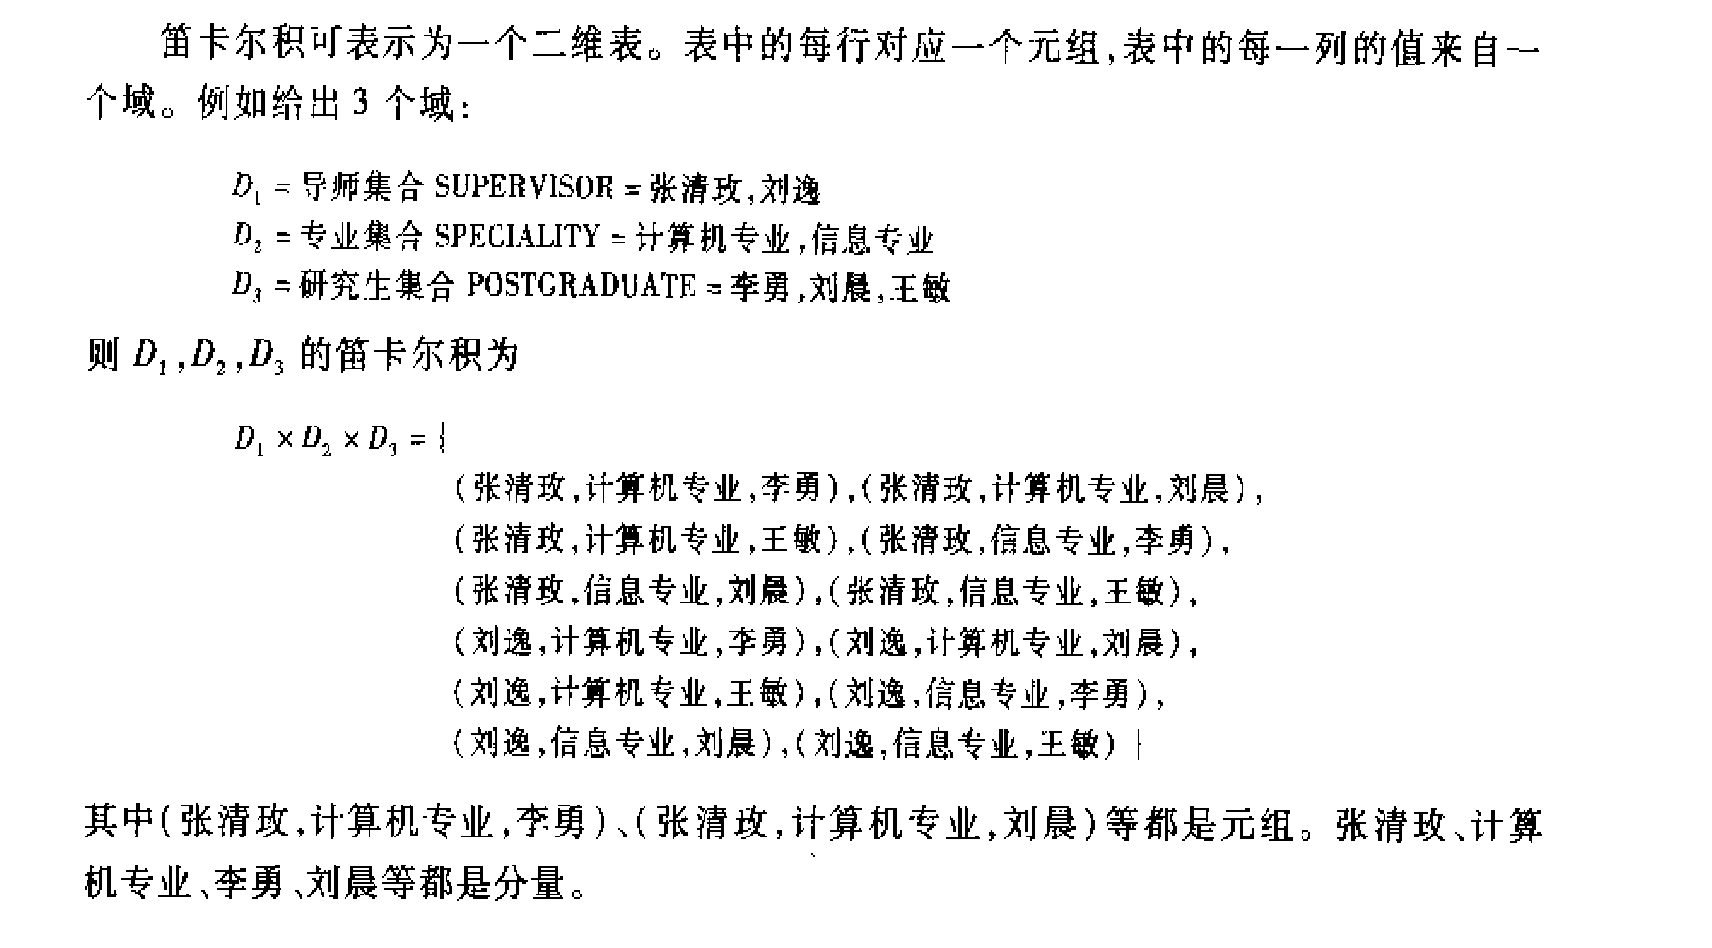 笛卡尔积可表示为一个二维表。表中的每行对应一个元组,表中的每一列的值来自一
个域。例如给出 3 个域:
D₁ = 导师集合 SUPERVISOR = 张清玫,刘逸
D₂ = 专业集合 SPECIALITY = 计算机专业,信息专业
D₃ = 研究生集合 POSTGRADUATE = 李勇,刘晨,王敏
则 D₁,D₂,D₃ 的笛卡尔积为
D₁ × D₂ × D₃ = {
(张清玫,计算机专业,李勇),(张清玫,计算机专业,刘晨),
(张清玫,计算机专业,王敏),(张清玫,信息专业,李勇),
(张清玫,信息专业,刘晨),(张清玫,信息专业,王敏),
(刘逸,计算机专业,李勇),(刘逸,计算机专业,刘晨),
(刘逸,计算机专业,王敏),(刘逸,信息专业,李勇),
(刘逸,信息专业,刘晨),(刘逸,信息专业,王敏) }
其中(张清玫,计算机专业,李勇)、(张清玫,计算机专业,刘晨)等都是元组。张清玫、计算
机专业、李勇、刘晨等都是分量。